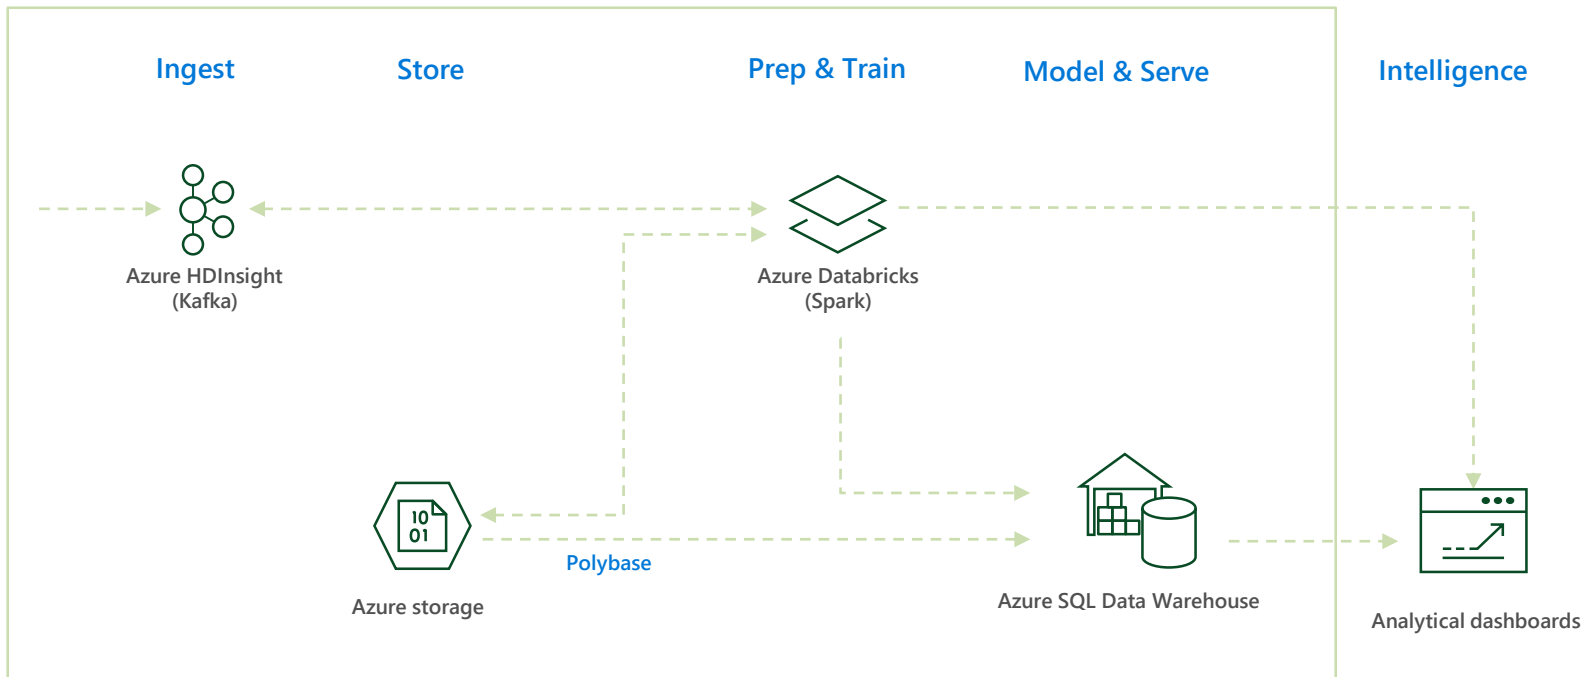 Ingest
Store
Prep & Train
Model & Serve
Intelligence
Azure HDInsight
(Kafka)
Azure Databricks
(Spark)
10
01
Polybase
Azure storage
Azure SQL Data Warehouse
Analytical dashboards